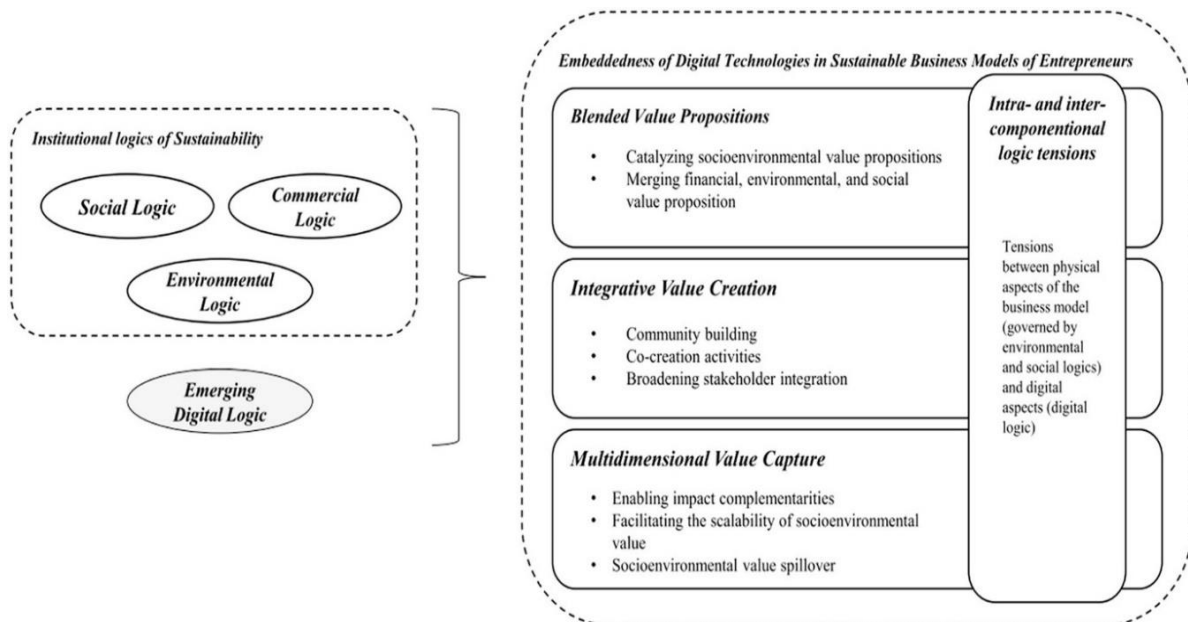 Institutional logics of Sustainability
Social Logic
Commercial
Logic
Environmental
Logic
Emerging
Digital Logic
Embeddedness of Digital Technologies in Sustainable Business Models of Entrepreneurs
Blended Value Propositions
• Catalyzing socioenvironmental value propositions
• Merging financial, environmental, and social
value proposition
Integrative Value Creation
• Community building
• Co-creation activities
• Broadening stakeholder integration
Multidimensional Value Capture
• Enabling impact complementarities
• Facilitating the scalability of socioenvironmental
value
• Socioenvironmental value spillover
Intra- and inter-
componentional
logic tensions
Tensions
between physical
aspects of the
business model
(governed by
environmental
and social logics)
and digital
aspects (digital
logic)